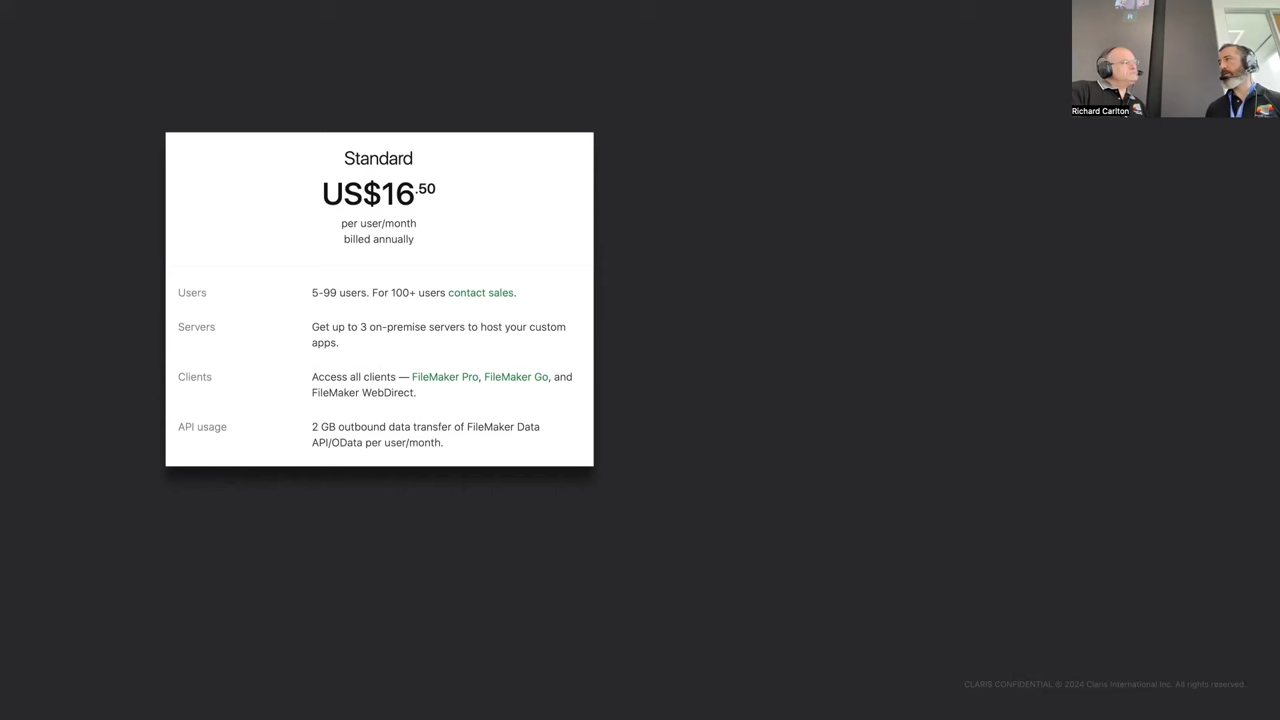 Richard Carlton
Standard
US$16.50
per user/month
billed annually
Users
5-99 users. For 100+ users contact sales.
Servers
Get up to 3 on-premise servers to host your custom
apps.
Clients
Access all clients — FileMaker Pro, FileMaker Go, and
FileMaker WebDirect.
API usage
2 GB outbound data transfer of FileMaker Data
API/OData per user/month.
CLARIS CONFIDENTIAL © 2024 Claris International Inc. All rights reserved.